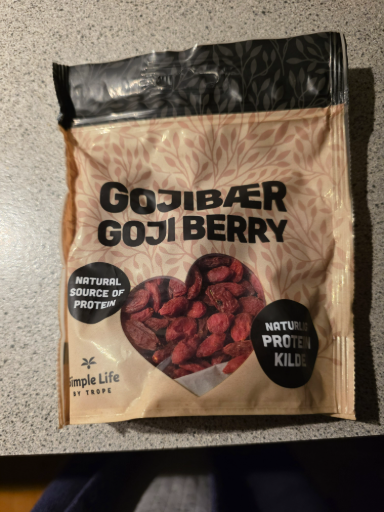 GOJIBÆR
GOJI BERRY
NATURAL
SOURCE OF
PROTEIN
NATURLIG
PROTEIN
KILDE
Simple Life
BY TROPE